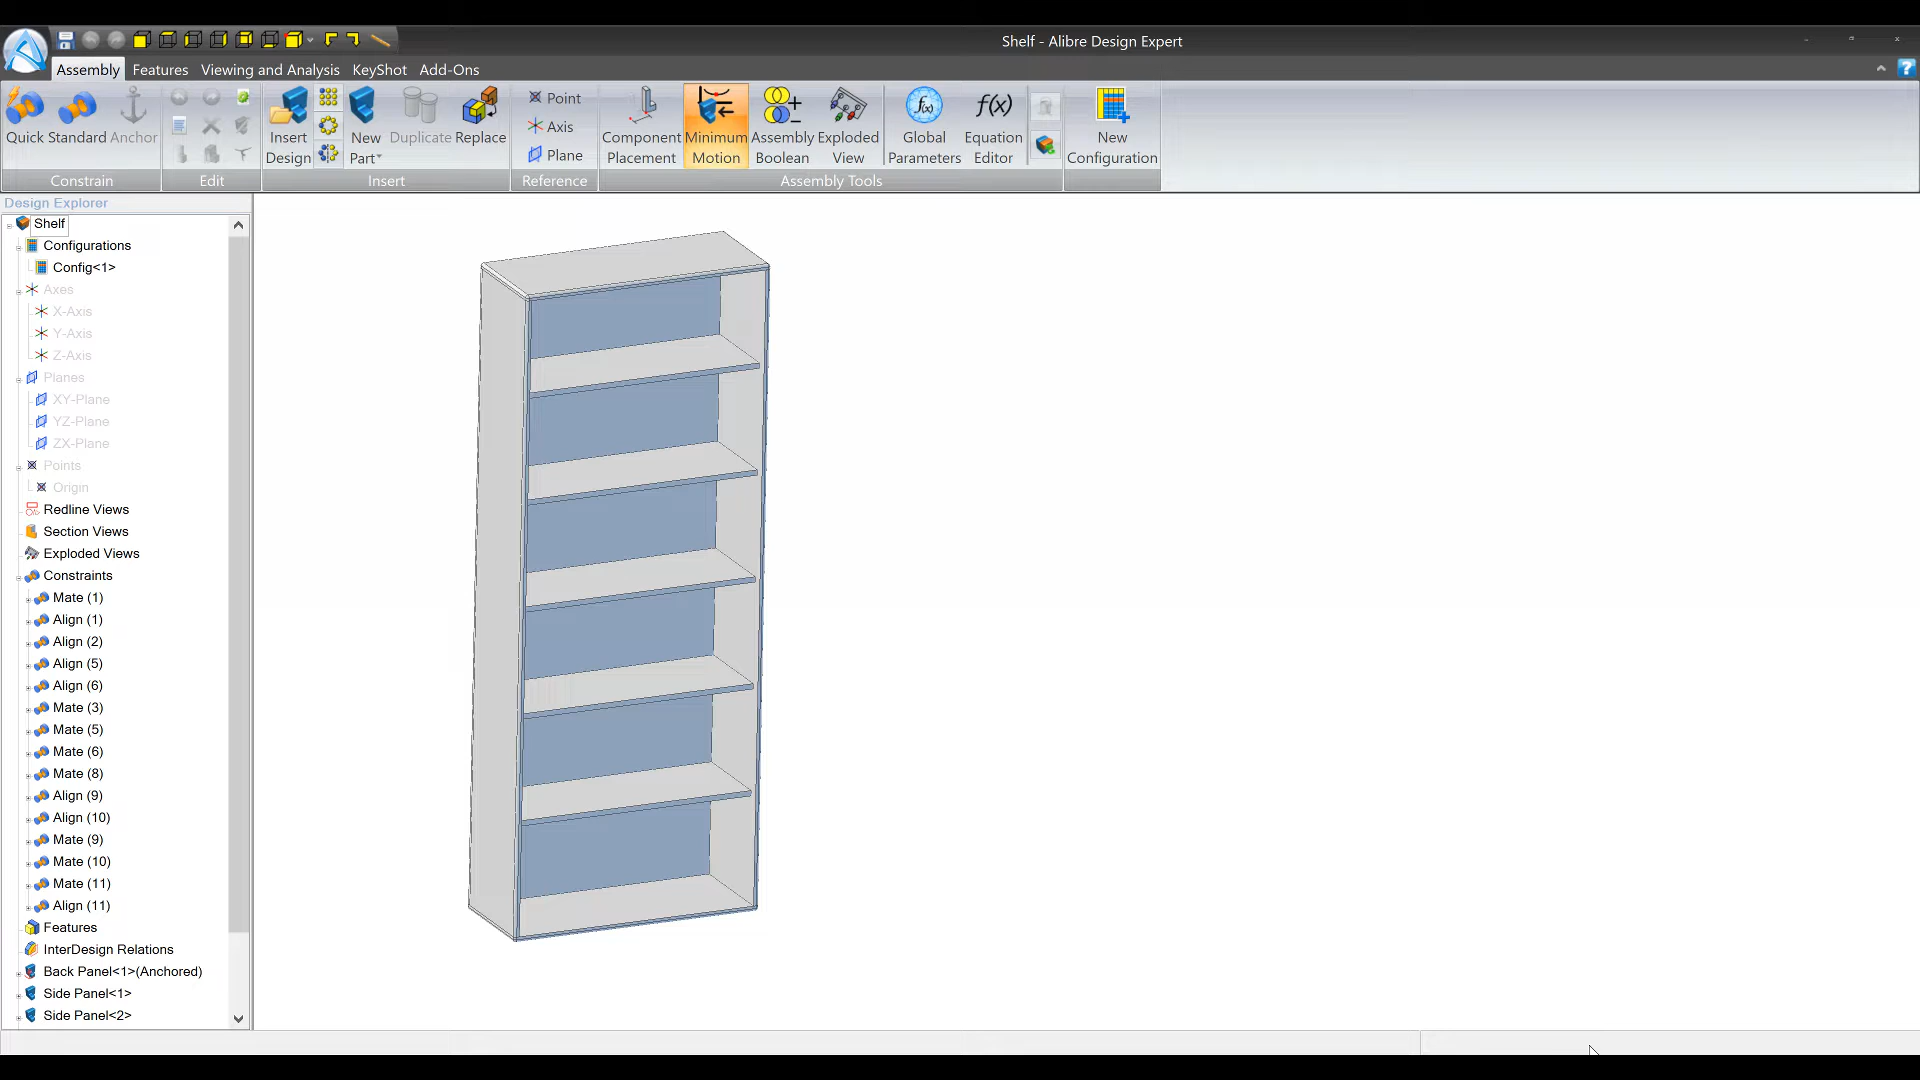 Shelf - Alibre Design Expert
Assembly Features Viewing and Analysis KeyShot Add-Ons
Quick Standard Anchor
Constrain
Edit
Insert Design
New Part
Duplicate Replace
Insert
Point
Axis
Plane
Reference
Component Placement
Minimum Motion
Assembly Boolean
Exploded View
Global Parameters
f(x)
Equation Editor
Assembly Tools
New Configuration
Design Explorer
Shelf
Configurations
Config<1>
Axes
X-Axis
Y-Axis
Z-Axis
Planes
XY-Plane
YZ-Plane
ZX-Plane
Points
Origin
Redline Views
Section Views
Exploded Views
Constraints
Mate (1)
Align (1)
Align (2)
Align (5)
Align (6)
Mate (3)
Mate (5)
Mate (6)
Mate (8)
Align (9)
Align (10)
Mate (9)
Mate (10)
Mate (11)
Align (11)
Features
InterDesign Relations
Back Panel<1>(Anchored)
Side Panel<1>
Side Panel<2>